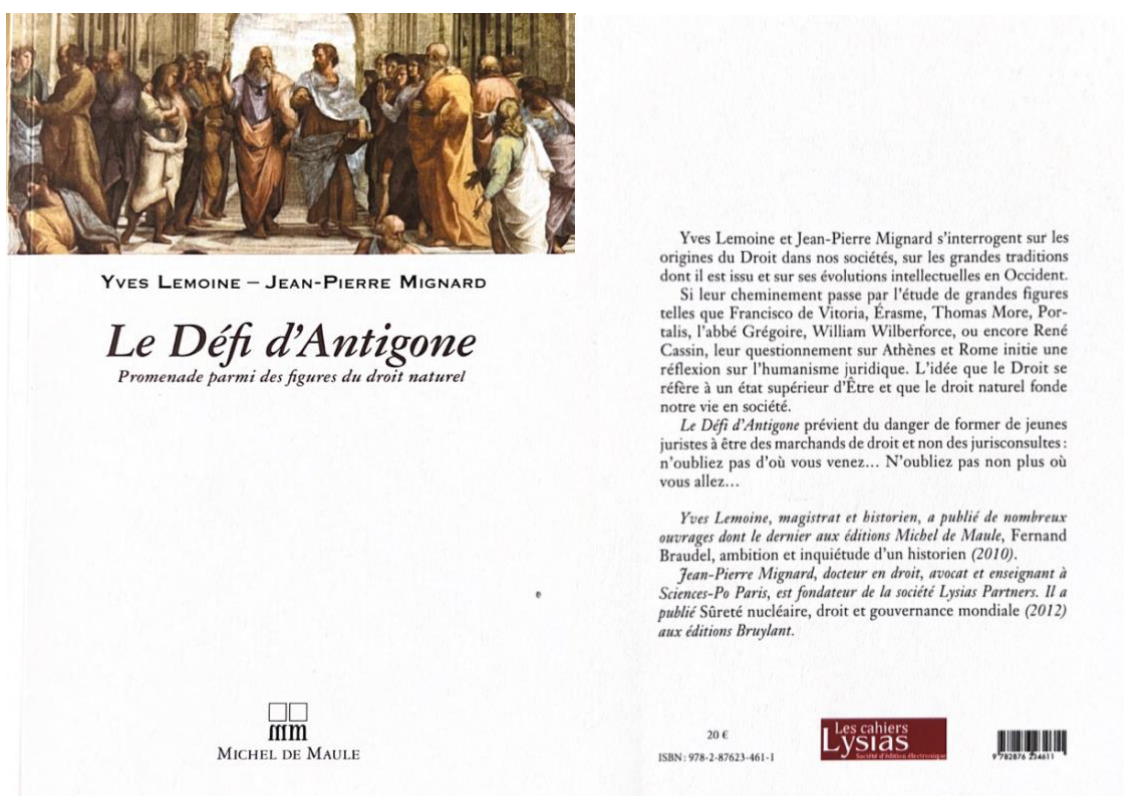 YVES LEMOINE – JEAN-PIERRE MIGNARD
Le Défi d'Antigone
Promenade parmi des figures du droit naturel
mm
MICHEL DE MAULE
Yves Lemoine et Jean-Pierre Mignard s'interrogent sur les
origines du Droit dans nos sociétés, sur les grandes traditions
dont il est issu et sur ses évolutions intellectuelles en Occident.
Si leur cheminement passe par l'étude de grandes figures
telles que Francisco de Vitoria, Érasme, Thomas More, Por-
talis, l'abbé Grégoire, William Wilberforce, ou encore René
Cassin, leur questionnement sur Athènes et Rome initie une
réflexion sur l'humanisme juridique. L'idée que le Droit se
réfère à un état supérieur d'Être et que le droit naturel fonde
notre vie en société.
Le Défi d'Antigone prévient du danger de former de jeunes
juristes à être des marchands de droit et non des jurisconsultes :
n'oubliez pas d'où vous venez... N'oubliez pas non plus où
vous allez...
Yves Lemoine, magistrat et historien, a publié de nombreux
ouvrages dont le dernier aux éditions Michel de Maule, Fernand
Braudel, ambition et inquiétude d'un historien (2010).
Jean-Pierre Mignard, docteur en droit, avocat et enseignant à
Sciences-Po Paris, est fondateur de la société Lysias Partners. Il a
publié Sûreté nucléaire, droit et gouvernance mondiale (2012)
aux éditions Bruylant.
20 €
ISBN : 978-2-87623-461-1
Les cahiers
Lysias
Société d'édition électronique
9 782876 234611